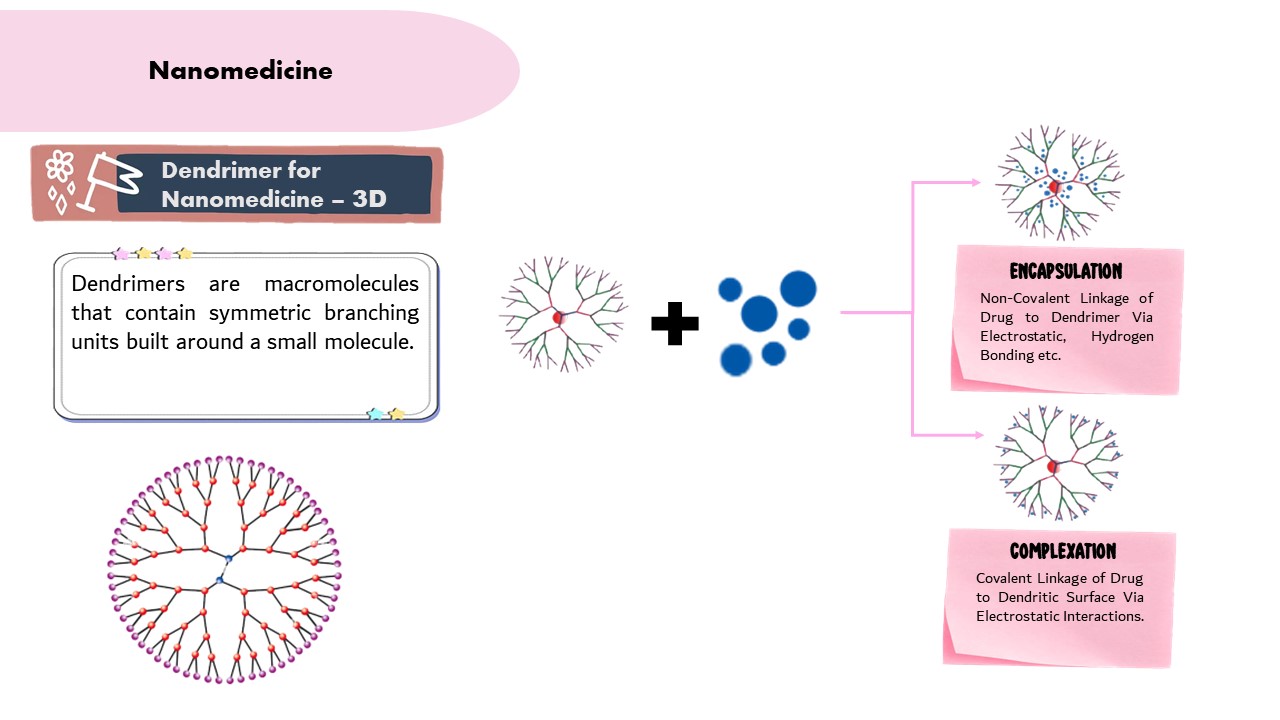 Nanomedicine
Dendrimer for
Nanomedicine – 3D
Dendrimers are macromolecules
that contain symmetric branching
units built around a small molecule.
ENCAPSULATION
Non-Covalent Linkage of
Drug to Dendrimer Via
Electrostatic, Hydrogen
Bonding etc.
COMPLEXATION
Covalent Linkage of Drug
to Dendritic Surface Via
Electrostatic Interactions.